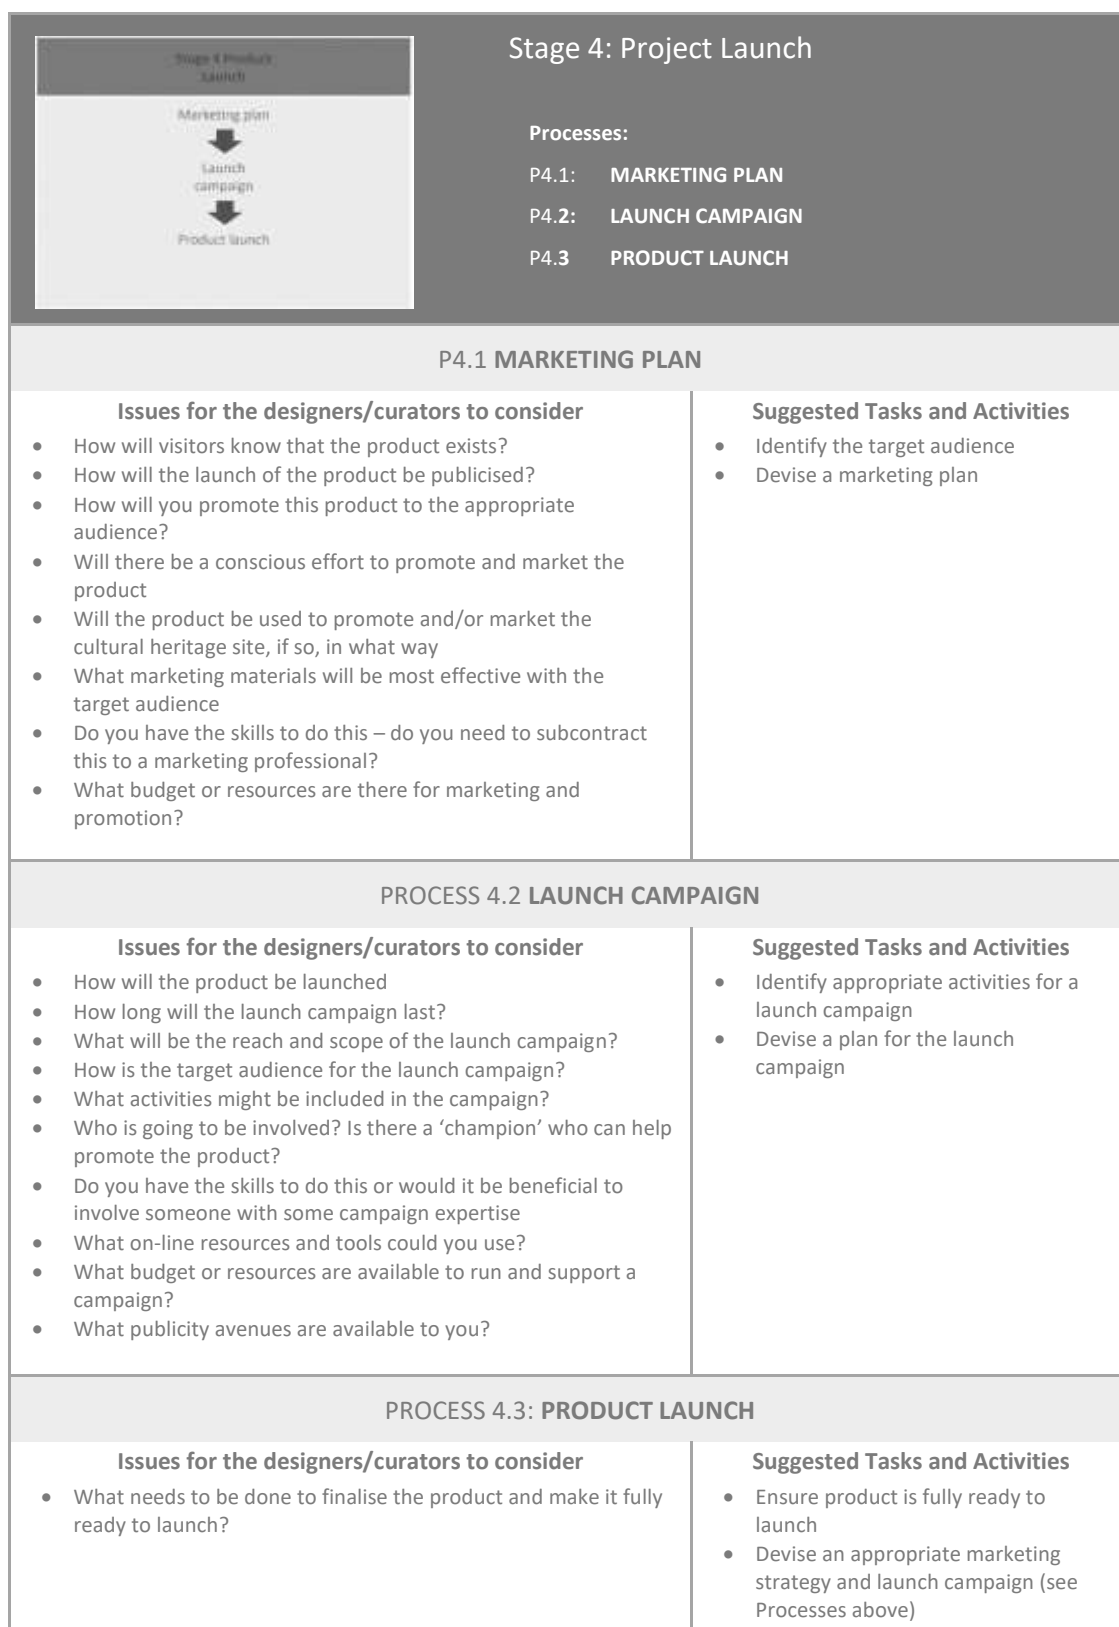 Stage 4 Product
Launch
Marketing plan
Launch
campaign
Product launch
Stage 4: Project Launch
Processes:
P4.1: MARKETING PLAN
P4.2: LAUNCH CAMPAIGN
P4.3 PRODUCT LAUNCH
P4.1 MARKETING PLAN
Issues for the designers/curators to consider
• How will visitors know that the product exists?
• How will the launch of the product be publicised?
• How will you promote this product to the appropriate
audience?
• Will there be a conscious effort to promote and market the
product
• Will the product be used to promote and/or market the
cultural heritage site, if so, in what way
• What marketing materials will be most effective with the
target audience
• Do you have the skills to do this – do you need to subcontract
this to a marketing professional?
• What budget or resources are there for marketing and
promotion?
Suggested Tasks and Activities
• Identify the target audience
• Devise a marketing plan
PROCESS 4.2 LAUNCH CAMPAIGN
Issues for the designers/curators to consider
• How will the product be launched
• How long will the launch campaign last?
• What will be the reach and scope of the launch campaign?
• How is the target audience for the launch campaign?
• What activities might be included in the campaign?
• Who is going to be involved? Is there a ‘champion’ who can help
promote the product?
• Do you have the skills to do this or would it be beneficial to
involve someone with some campaign expertise
• What on-line resources and tools could you use?
• What budget or resources are available to run and support a
campaign?
• What publicity avenues are available to you?
Suggested Tasks and Activities
• Identify appropriate activities for a
launch campaign
• Devise a plan for the launch
campaign
PROCESS 4.3: PRODUCT LAUNCH
Issues for the designers/curators to consider
• What needs to be done to finalise the product and make it fully
ready to launch?
Suggested Tasks and Activities
• Ensure product is fully ready to
launch
• Devise an appropriate marketing
strategy and launch campaign (see
Processes above)